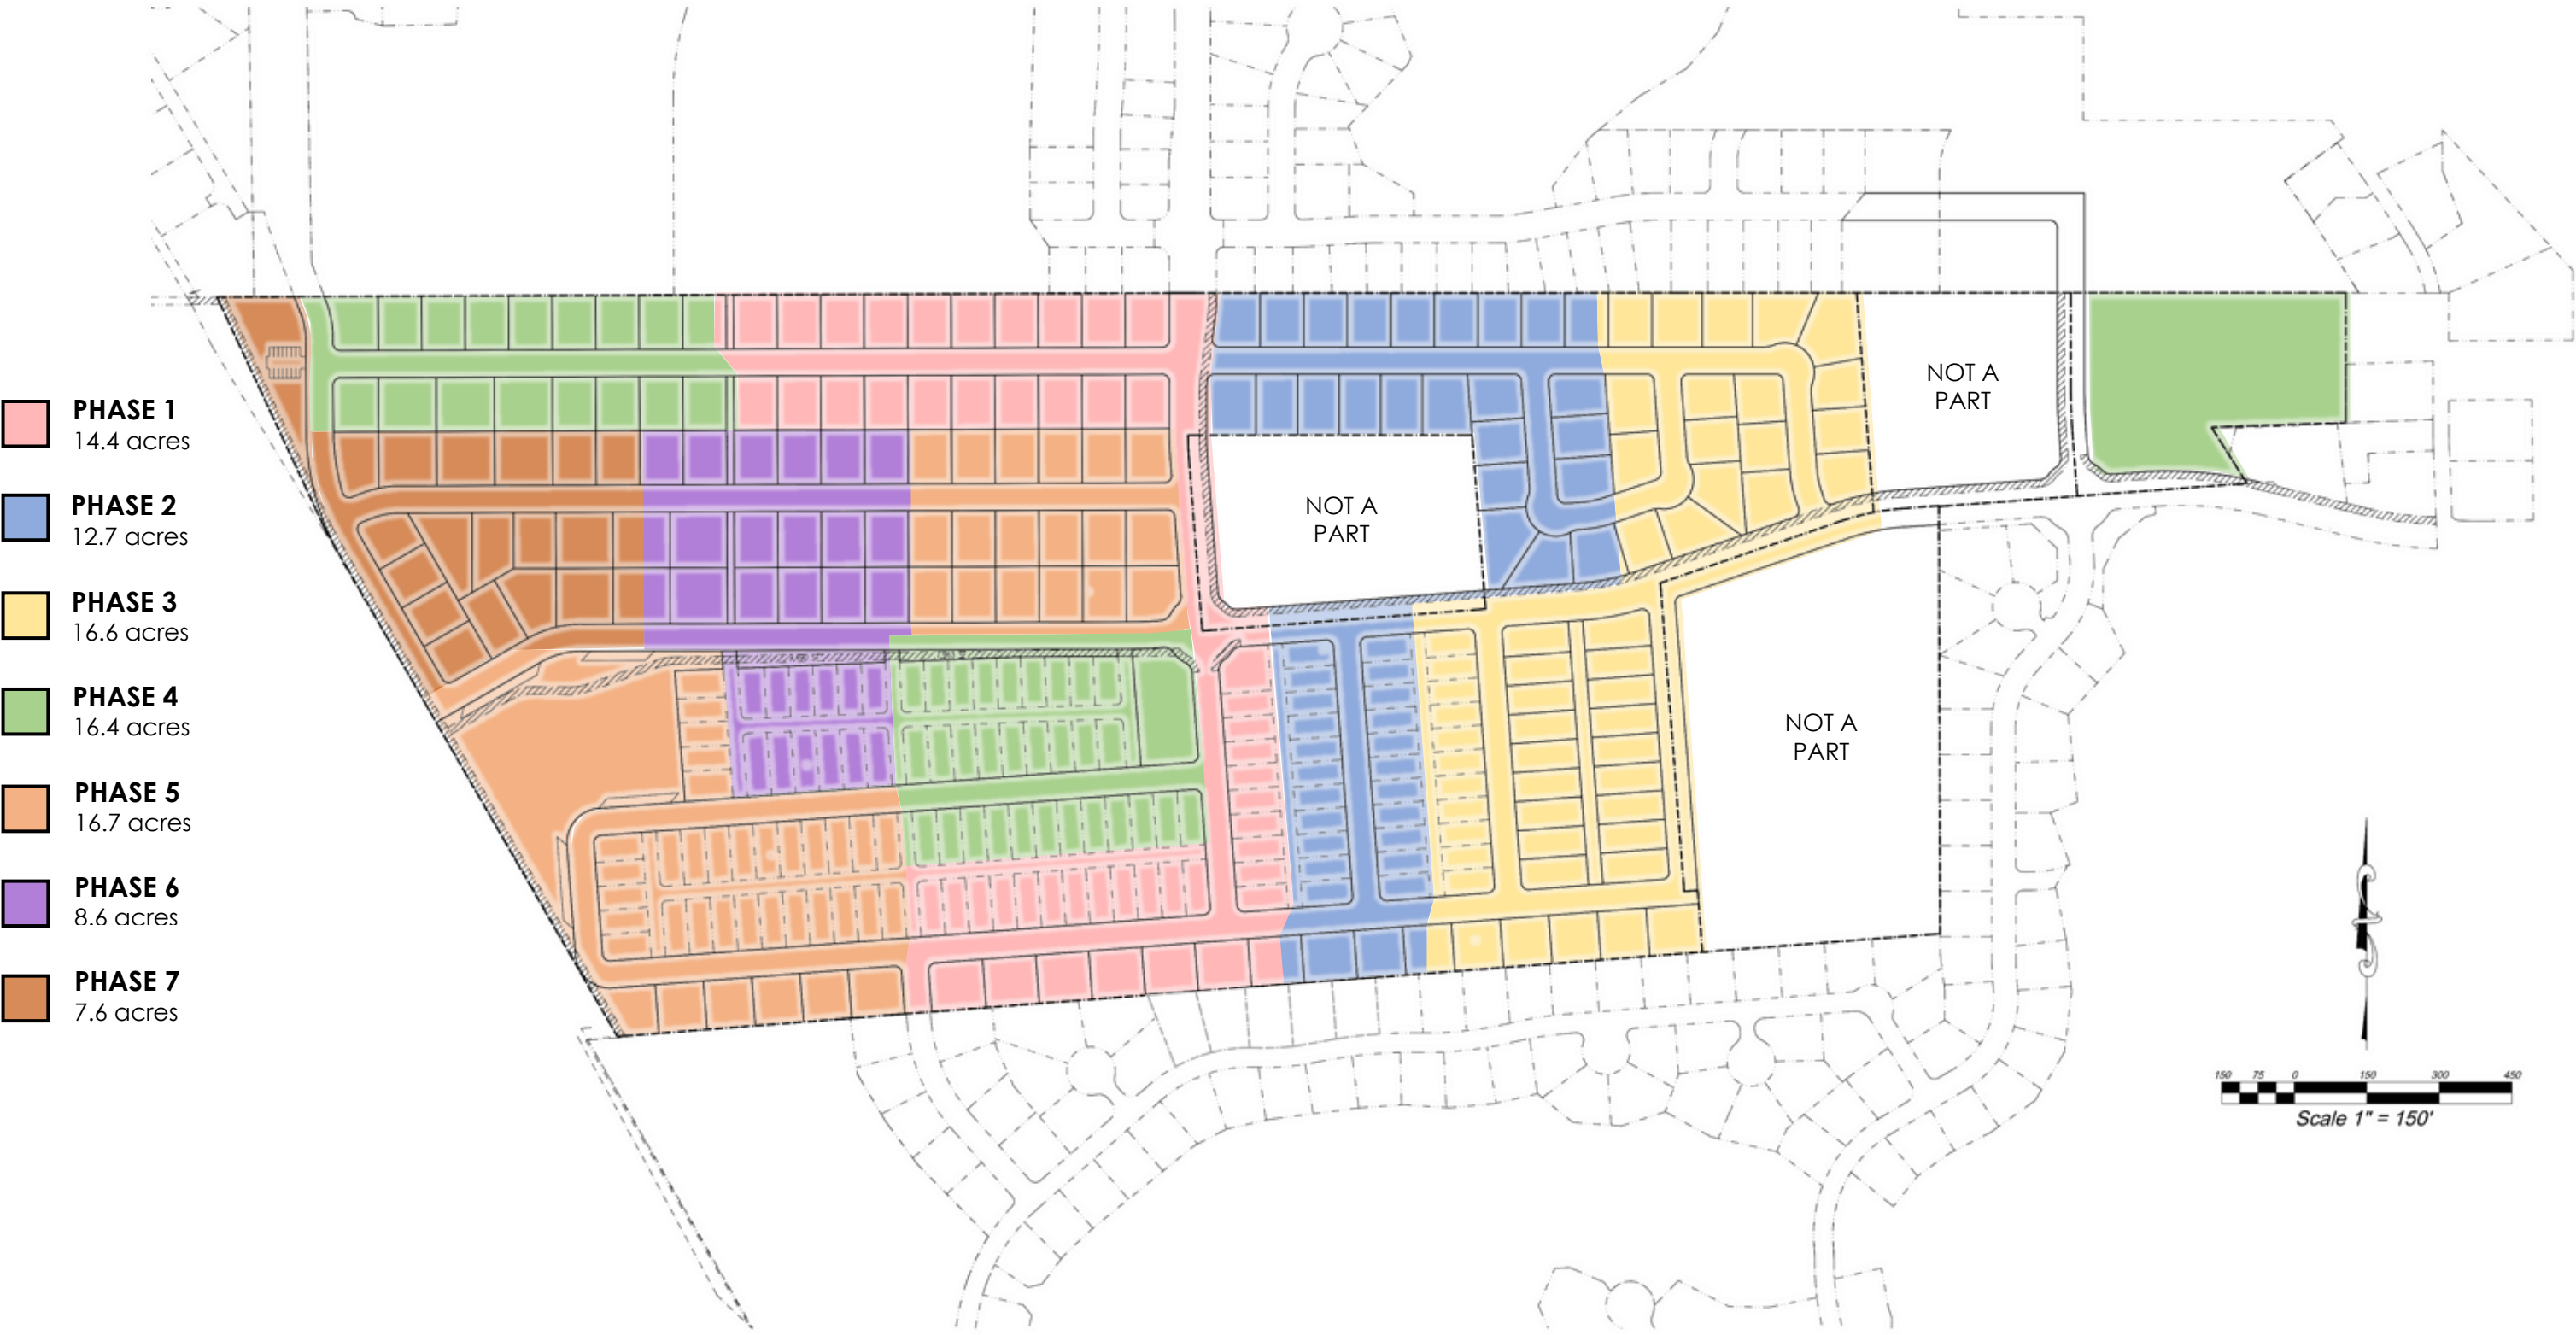 PHASE 1
14.4 acres
PHASE 2
12.7 acres
PHASE 3
16.6 acres
PHASE 4
16.4 acres
PHASE 5
16.7 acres
PHASE 6
8.6 acres
PHASE 7
7.6 acres
NOT A
PART
NOT A
PART
NOT A
PART
150 75 0 150 300 450
Scale 1" = 150'